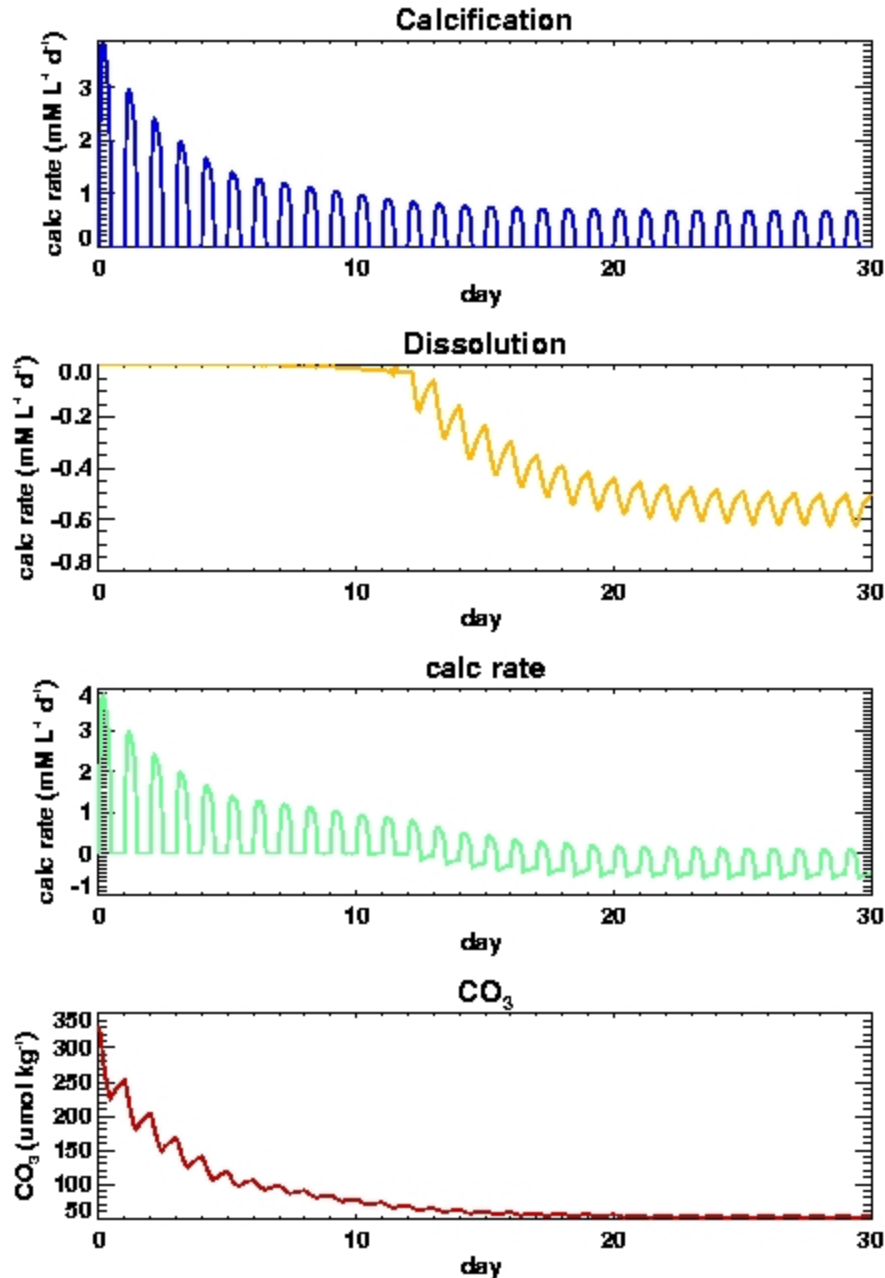 Calcification
calc rate (mM L⁻¹ d⁻¹)
3
2
1
0
0 10 20 30
day
Dissolution
calc rate (mM L⁻¹ d⁻¹)
0.0
-0.2
-0.4
-0.6
-0.8
0 10 20 30
day
calc rate
calc rate (mM L⁻¹ d⁻¹)
4
3
2
1
0
-1
0 10 20 30
day
CO₃
CO₃ (umol kg⁻¹)
350
300
250
200
150
100
50
0 10 20 30
day